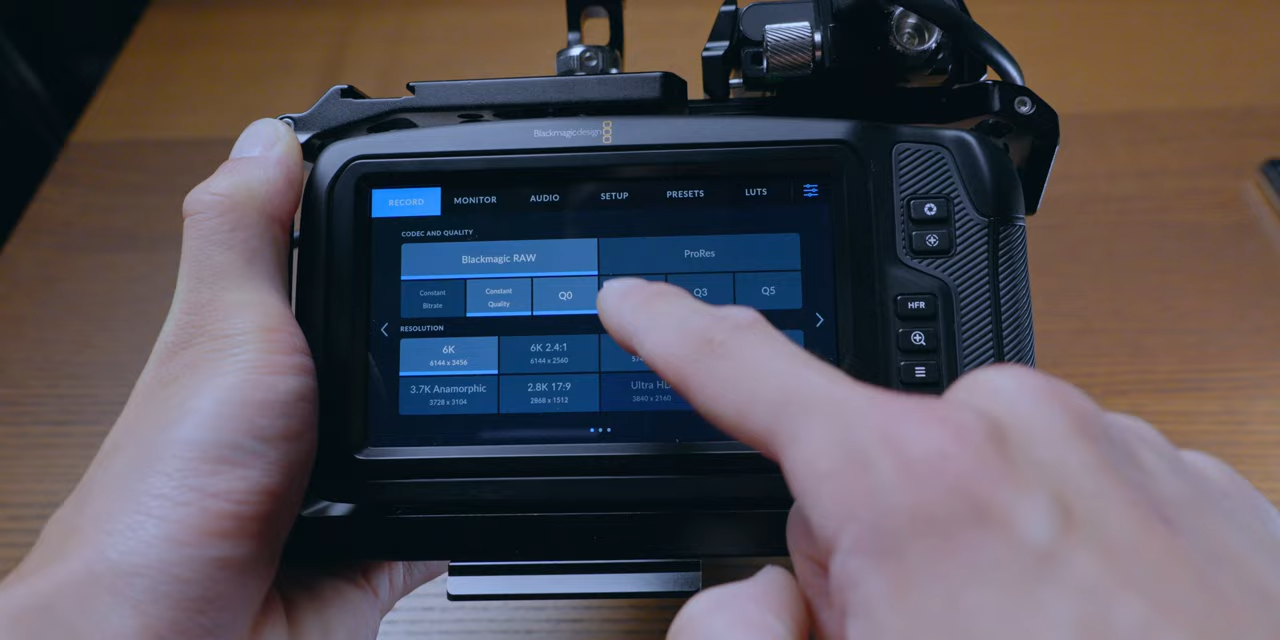 Blackmagicdesign
RECORD MONITOR AUDIO SETUP PRESETS LUTS
CODEC AND QUALITY
Blackmagic RAW ProRes
Constant Bitrate Constant Quality Q0 Q3 Q5
RESOLUTION
6K 6K 2.4:1
6144 x 3456 6144 x 2560
3.7K Anamorphic 2.8K 17:9 Ultra HD
3728 x 3104 2868 x 1512 3840 x 2160
HFR